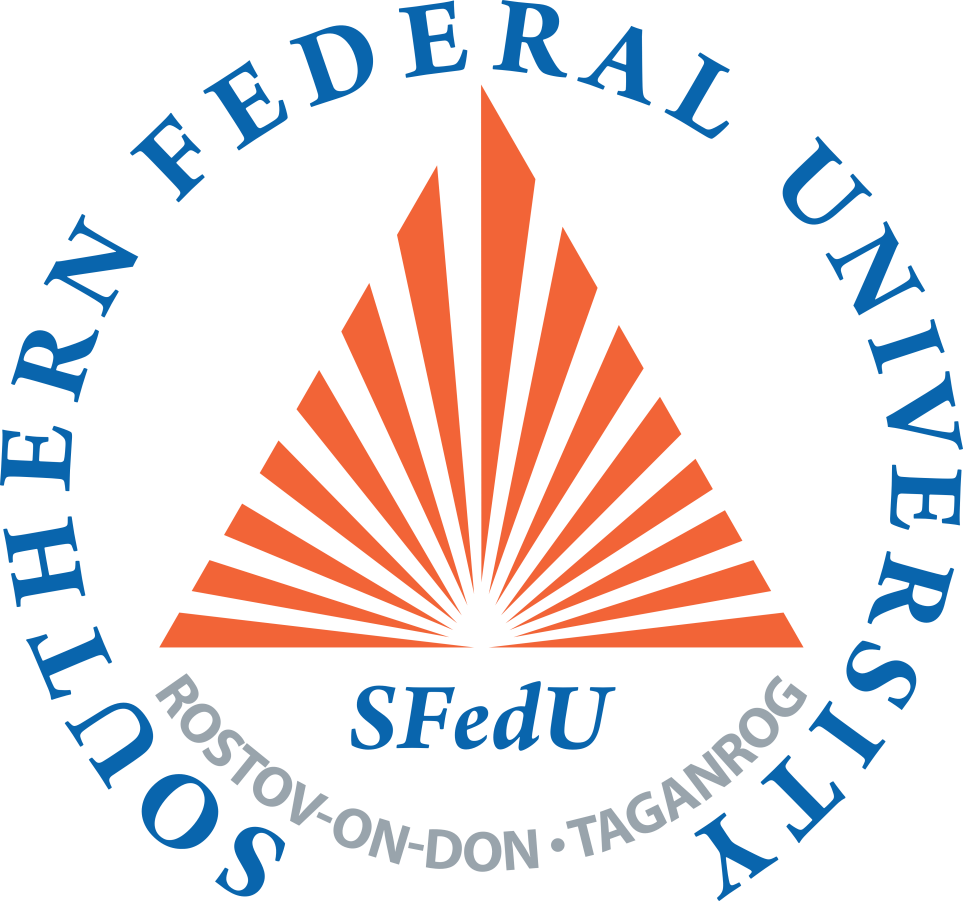 SOUTHERN FEDERAL UNIVERSITY
SFedU
ROSTOV-ON-DON • TAGANROG